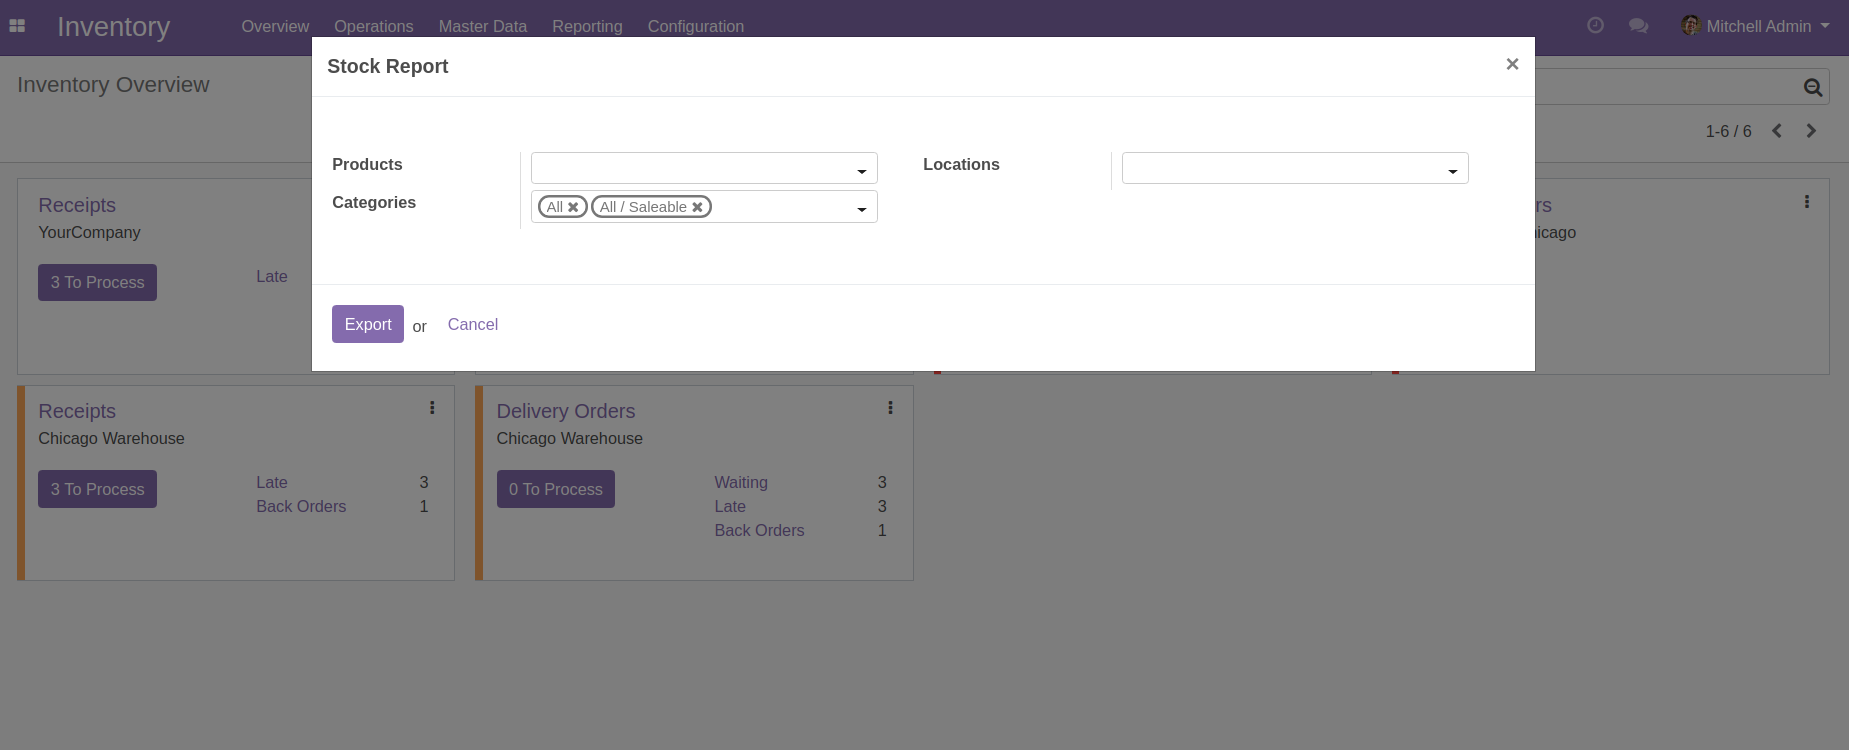 Inventory Overview Operations Master Data Reporting Configuration Mitchell Admin
Stock Report ×
Inventory Overview
1-6 / 6
Products
Locations
Categories All All / Saleable
Receipts
YourCompany
3 To Process Late
Export or Cancel
Receipts
Chicago Warehouse
3 To Process
Late 3
Back Orders 1
Delivery Orders
Chicago Warehouse
0 To Process
Waiting 3
Late 3
Back Orders 1